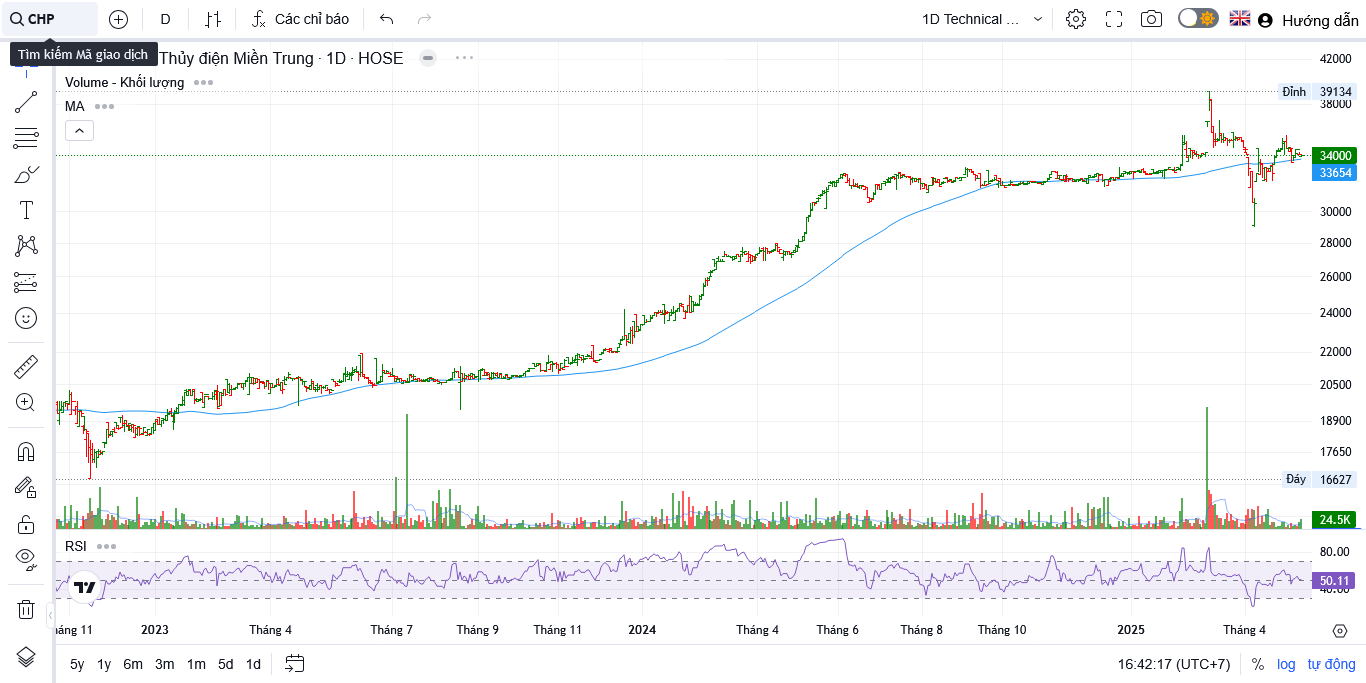 CHP
D
Các chỉ báo
1D Technical ...
Hướng dẫn
Tìm kiếm Mã giao dịch
Thủy điện Miền Trung · 1D · HOSE
Volume - Khối lượng
MA
42000
Đỉnh 39134
38000
34000
33654
30000
28000
26000
24000
22000
20500
18900
17650
Đáy 16627
24.5K
RSI
80.00
50.11
40.00
háng 11 2023 Tháng 4 Tháng 7 Tháng 9 Tháng 11 2024 Tháng 4 Tháng 6 Tháng 8 Tháng 10 2025 Tháng 4
5y 1y 6m 3m 1m 5d 1d
16:42:17 (UTC+7) % log tự động